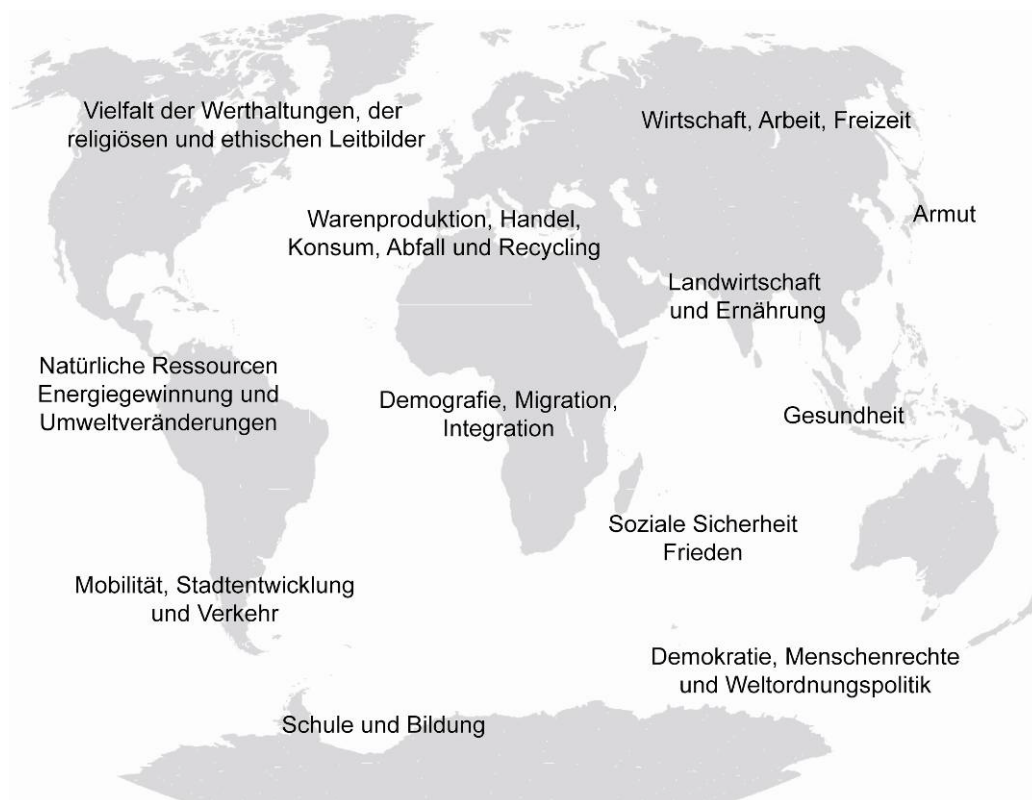 Vielfalt der Werthaltungen, der
religiösen und ethischen Leitbilder
Wirtschaft, Arbeit, Freizeit
Warenproduktion, Handel,
Konsum, Abfall und Recycling
Armut
Landwirtschaft
und Ernährung
Natürliche Ressourcen
Energiegewinnung und
Umweltveränderungen
Demografie, Migration,
Integration
Gesundheit
Soziale Sicherheit
Frieden
Mobilität, Stadtentwicklung
und Verkehr
Demokratie, Menschenrechte
und Weltordnungspolitik
Schule und Bildung